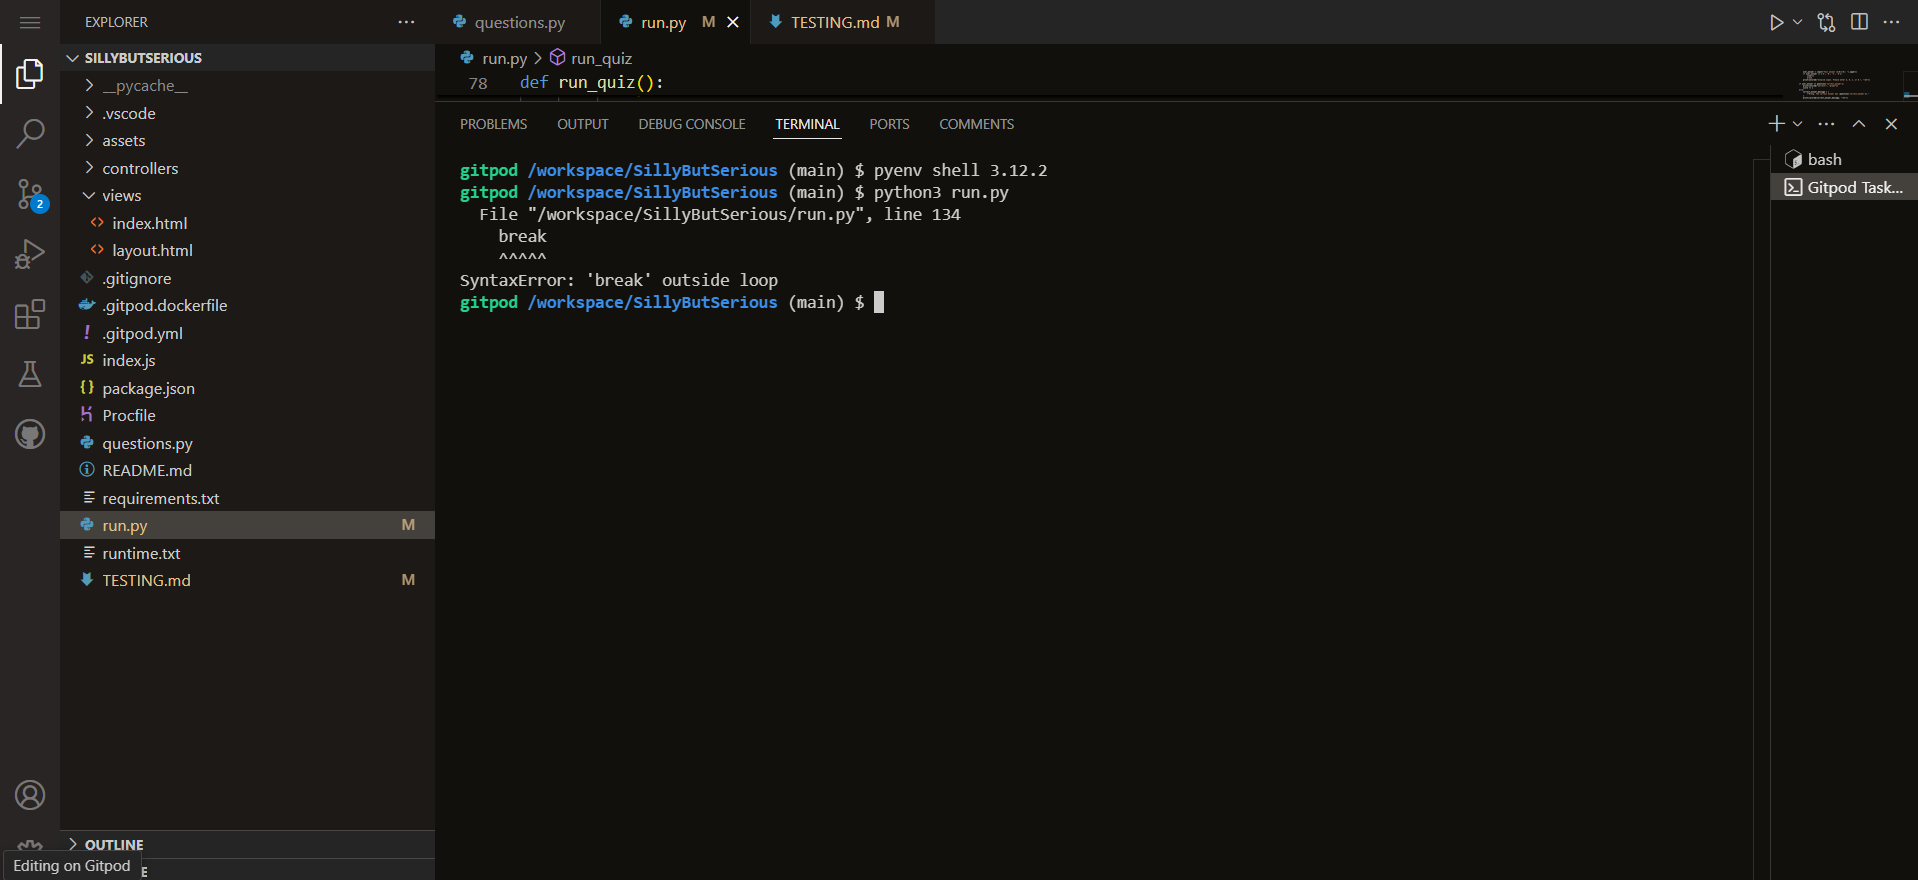 EXPLORER
SILLYBUTSERIOUS
__pycache__
.vscode
assets
controllers
views
index.html
layout.html
.gitignore
.gitpod.dockerfile
.gitpod.yml
JS index.js
package.json
Procfile
questions.py
README.md
requirements.txt
run.py M
runtime.txt
TESTING.md M
OUTLINE
Editing on Gitpod
2
questions.py
run.py M
TESTING.md M
run.py > run_quiz
78 def run_quiz():
PROBLEMS OUTPUT DEBUG CONSOLE TERMINAL PORTS COMMENTS
gitpod /workspace/SillyButSerious (main) $ pyenv shell 3.12.2
gitpod /workspace/SillyButSerious (main) $ python3 run.py
File "/workspace/SillyButSerious/run.py", line 134
break
^^^^^
SyntaxError: 'break' outside loop
gitpod /workspace/SillyButSerious (main) $
bash
Gitpod Task...